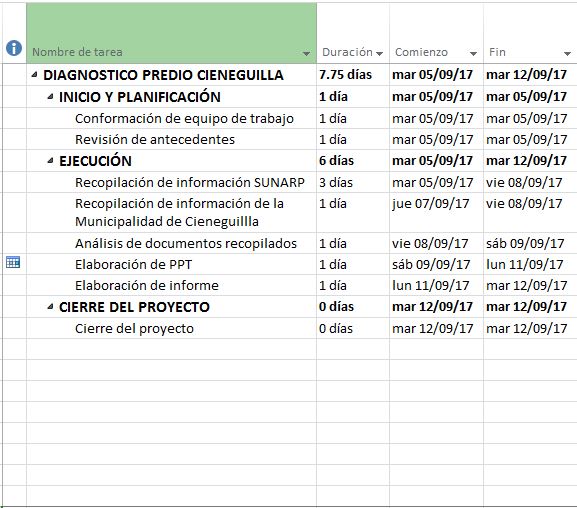 Nombre de tarea Duración Comienzo Fin
DIAGNOSTICO PREDIO CIENEGUILLA 7.75 días mar 05/09/17 mar 12/09/17
INICIO Y PLANIFICACIÓN 1 día mar 05/09/17 mar 05/09/17
Conformación de equipo de trabajo 1 día mar 05/09/17 mar 05/09/17
Revisión de antecedentes 1 día mar 05/09/17 mar 05/09/17
EJECUCIÓN 6 días mar 05/09/17 mar 12/09/17
Recopilación de información SUNARP 3 días mar 05/09/17 vie 08/09/17
Recopilación de información de la 1 día jue 07/09/17 vie 08/09/17
Municipalidad de Cieneguillla
Análisis de documentos recopilados 1 día vie 08/09/17 sáb 09/09/17
Elaboración de PPT 1 día sáb 09/09/17 lun 11/09/17
Elaboración de informe 1 día lun 11/09/17 mar 12/09/17
CIERRE DEL PROYECTO 0 días mar 12/09/17 mar 12/09/17
Cierre del proyecto 0 días mar 12/09/17 mar 12/09/17